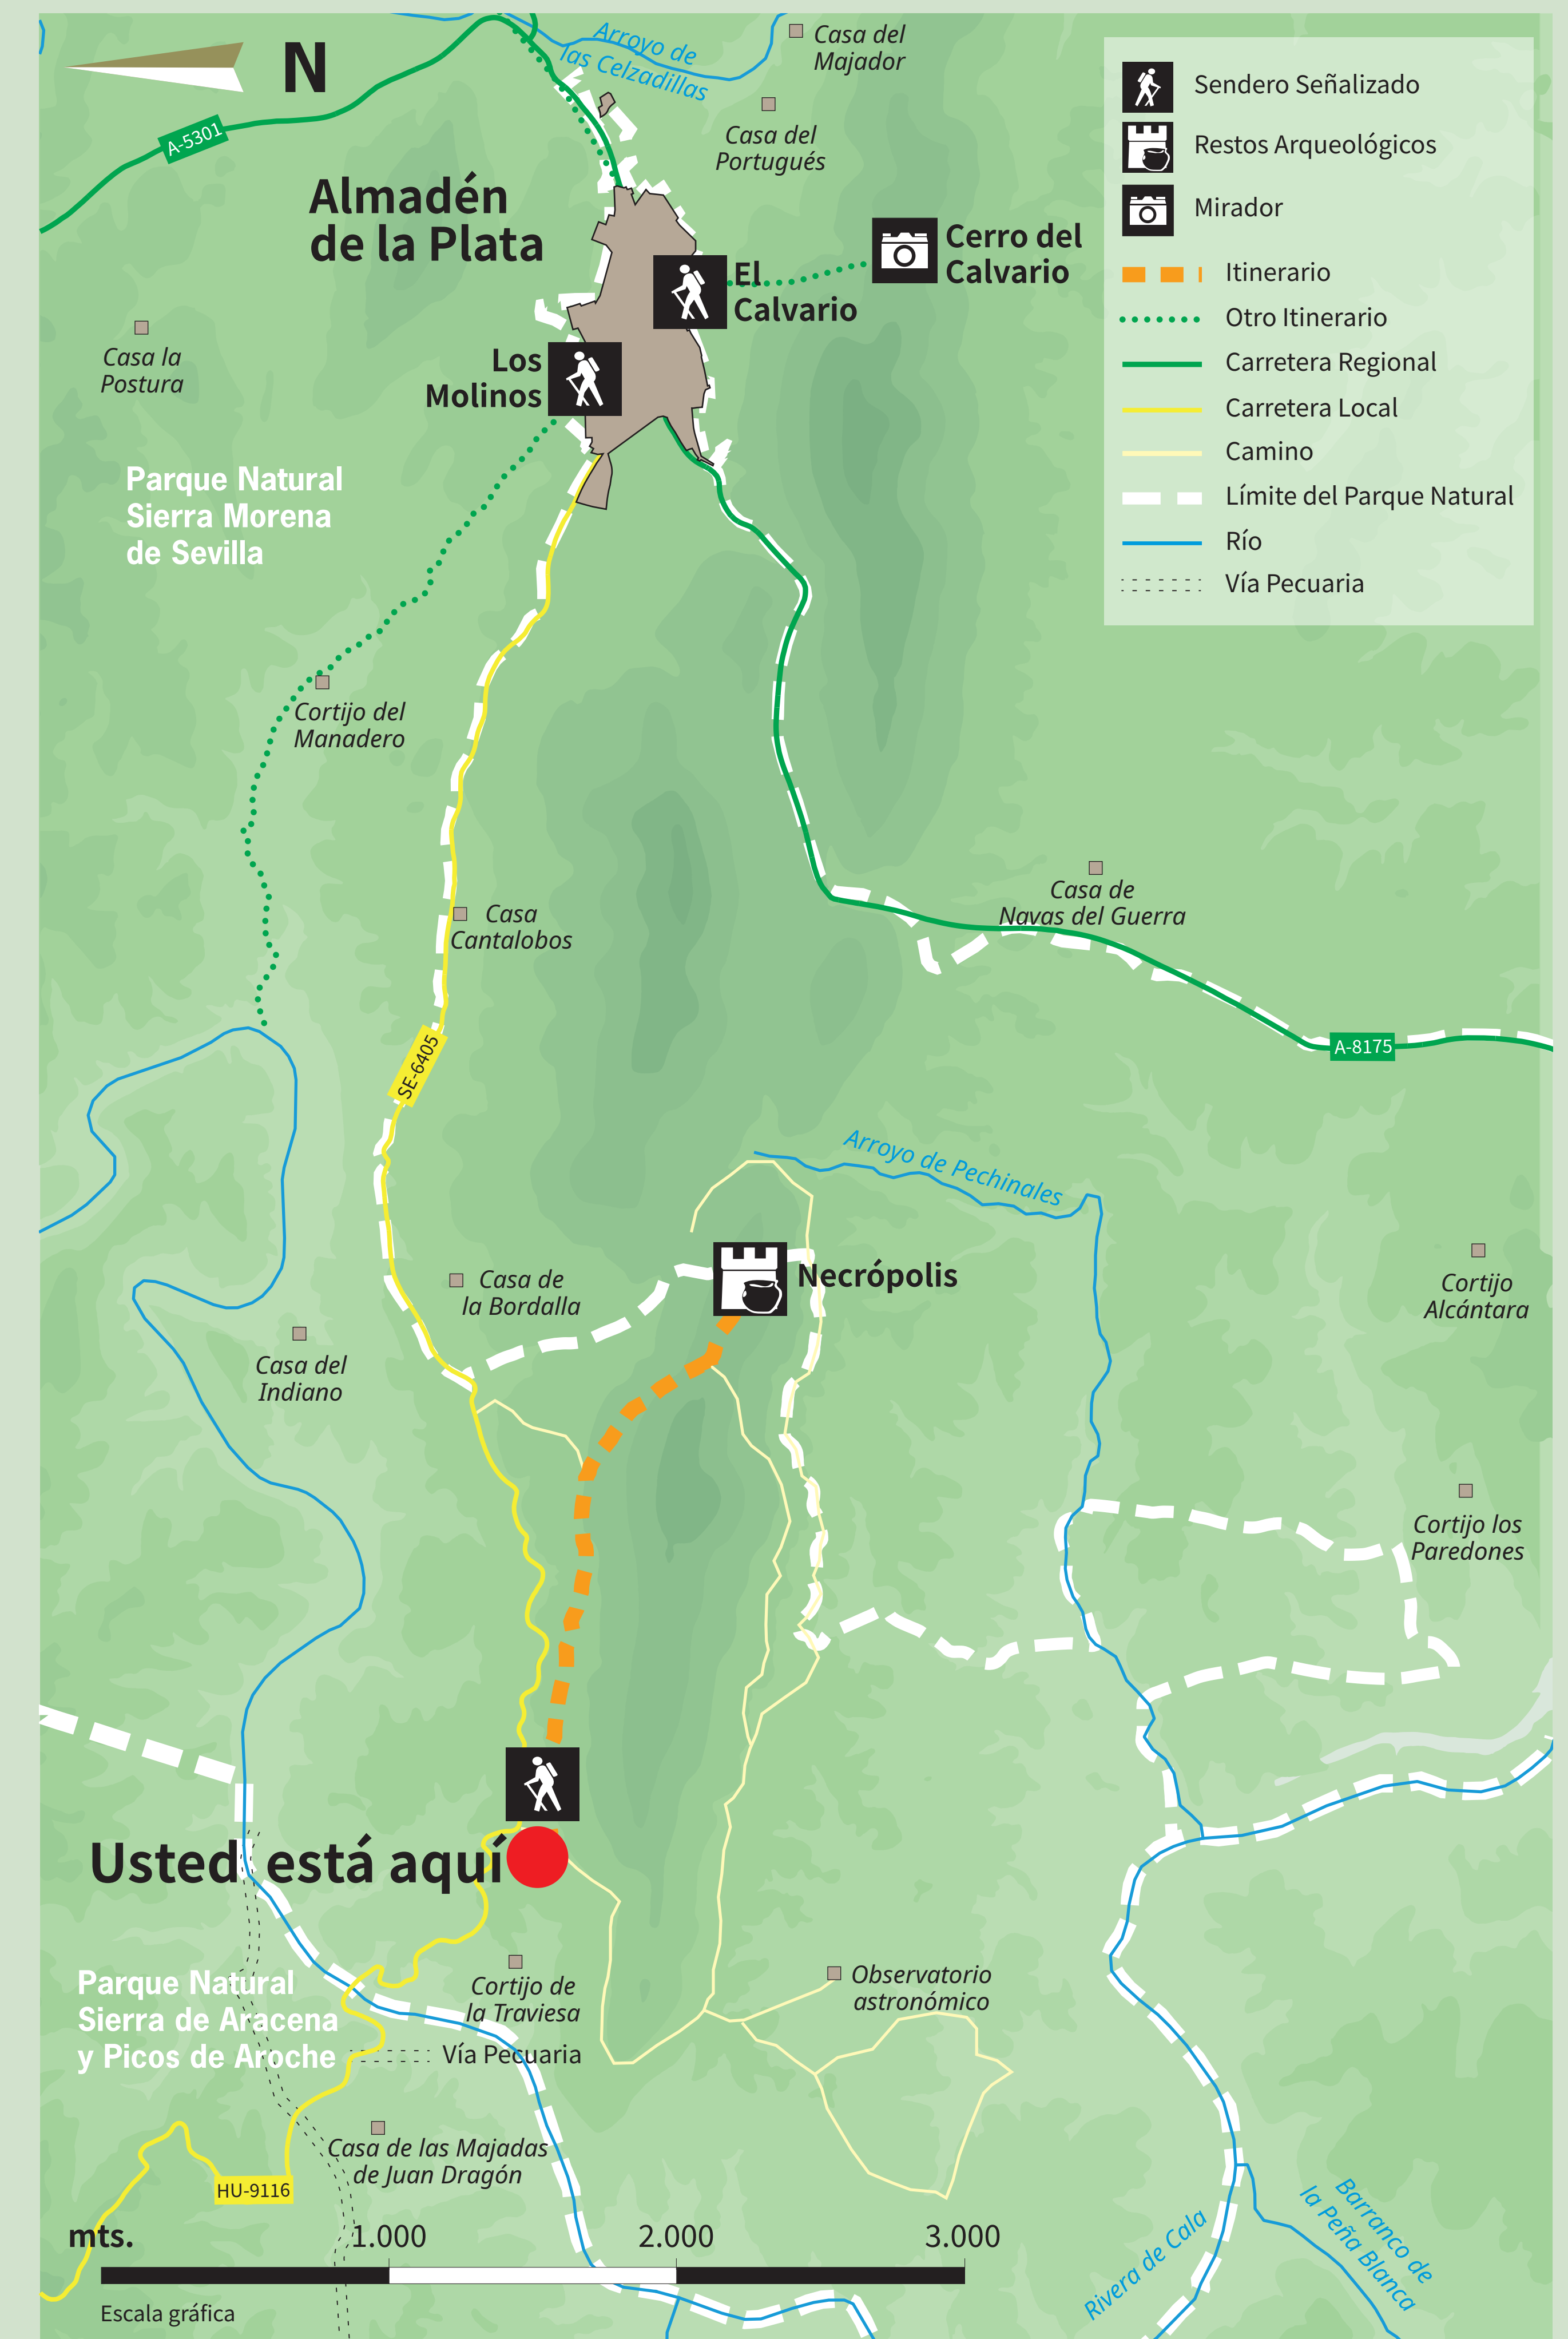 N
Arroyo de
las Celzadillas
Casa del
Majador
Casa del
Portugués
A-5301
Almadén
de la Plata
El
Calvario
Cerro del
Calvario
Los
Molinos
Casa la
Postura
Parque Natural
Sierra Morena
de Sevilla
Sendero Señalizado
Restos Arqueológicos
Mirador
Itinerario
Otro Itinerario
Carretera Regional
Carretera Local
Camino
Límite del Parque Natural
Río
Vía Pecuaria
Cortijo del
Manadero
Casa
Cantalobos
Casa de
Navas del Guerra
A-8175
SE-6405
Arroyo de Pechinales
Casa de
la Bordalla
Necrópolis
Casa del
Indiano
Cortijo
Alcántara
Cortijo los
Paredones
Usted está aquí
Cortijo de
la Traviesa
Observatorio
astronómico
Parque Natural
Sierra de Aracena
y Picos de Aroche
Vía Pecuaria
Casa de las Majadas
de Juan Dragón
HU-9116
Rivera de Cala
Barranco de
la Peña Blanca
mts. 1.000 2.000 3.000
Escala gráfica